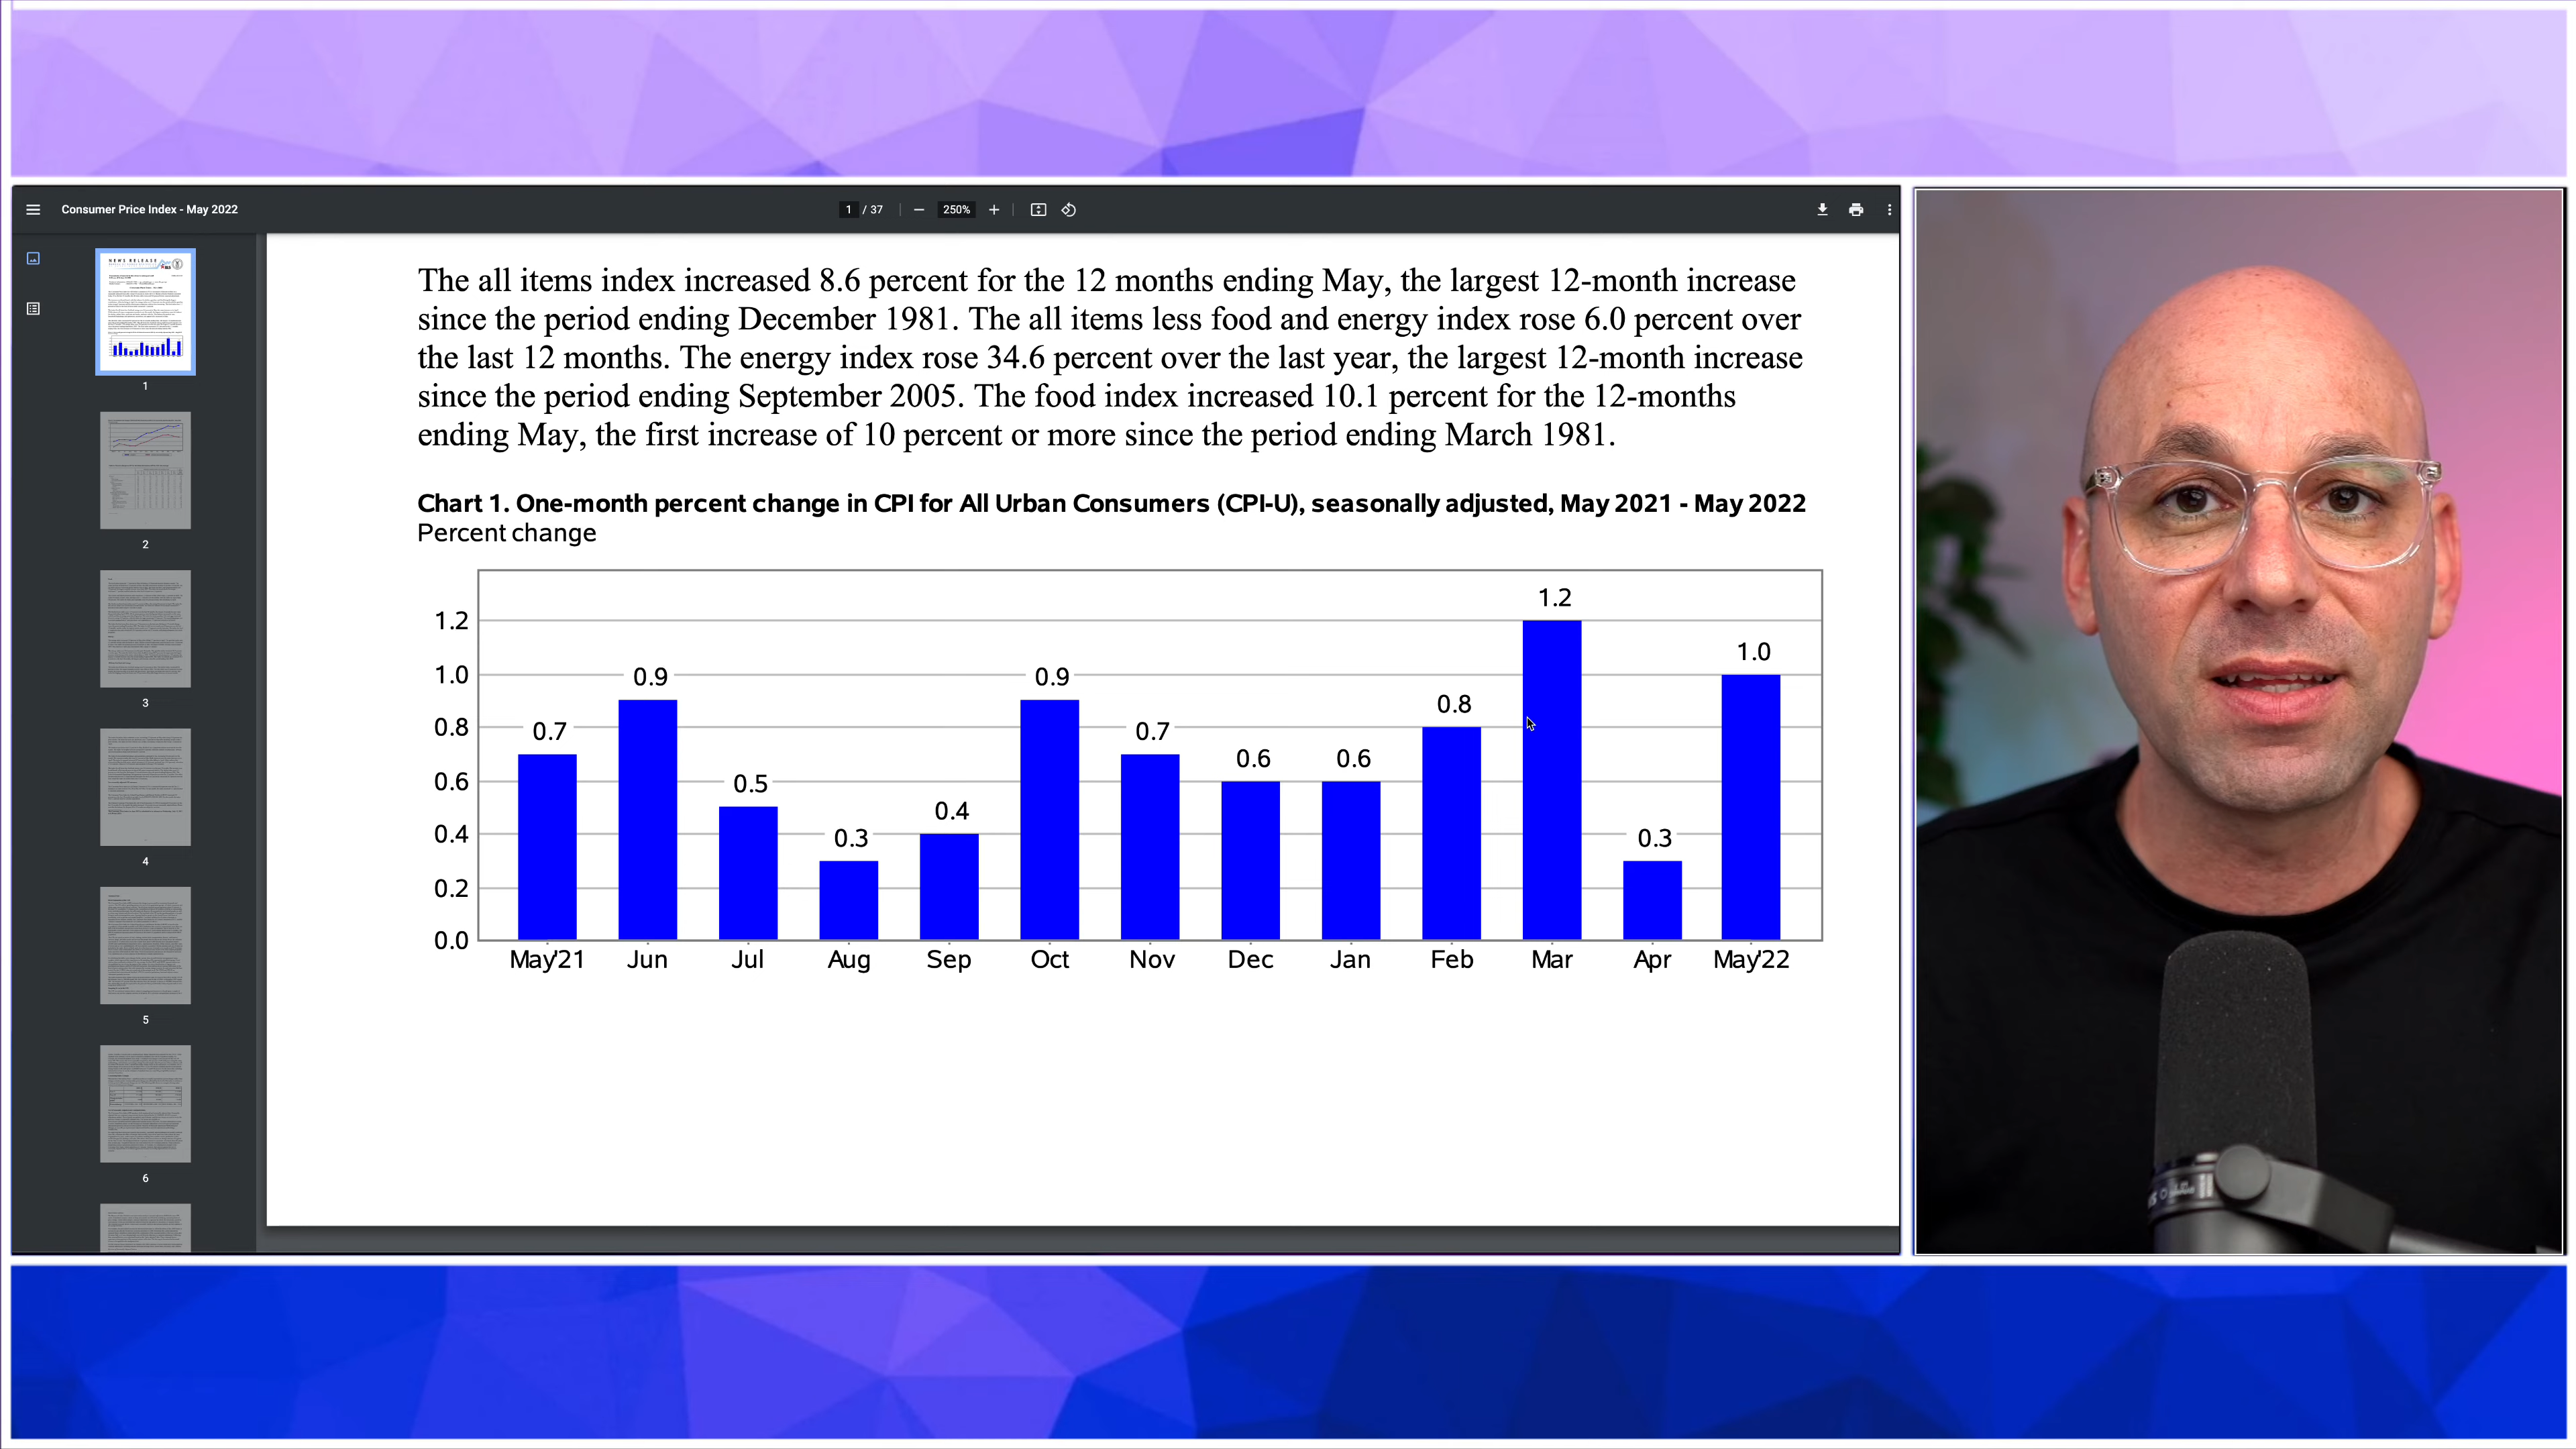 Consumer Price Index - May 2022
1 / 37
250%
NEWS RELEASE
1
2
3
4
5
6
The all items index increased 8.6 percent for the 12 months ending May, the largest 12-month increase
since the period ending December 1981. The all items less food and energy index rose 6.0 percent over
the last 12 months. The energy index rose 34.6 percent over the last year, the largest 12-month increase
since the period ending September 2005. The food index increased 10.1 percent for the 12-months
ending May, the first increase of 10 percent or more since the period ending March 1981.
Chart 1. One-month percent change in CPI for All Urban Consumers (CPI-U), seasonally adjusted, May 2021 - May 2022
Percent change
1.2
1.0
0.8
0.6
0.4
0.2
0.0
0.7
0.9
0.5
0.3
0.4
0.9
0.7
0.6
0.6
0.8
1.2
0.3
1.0
May'21 Jun Jul Aug Sep Oct Nov Dec Jan Feb Mar Apr May'22